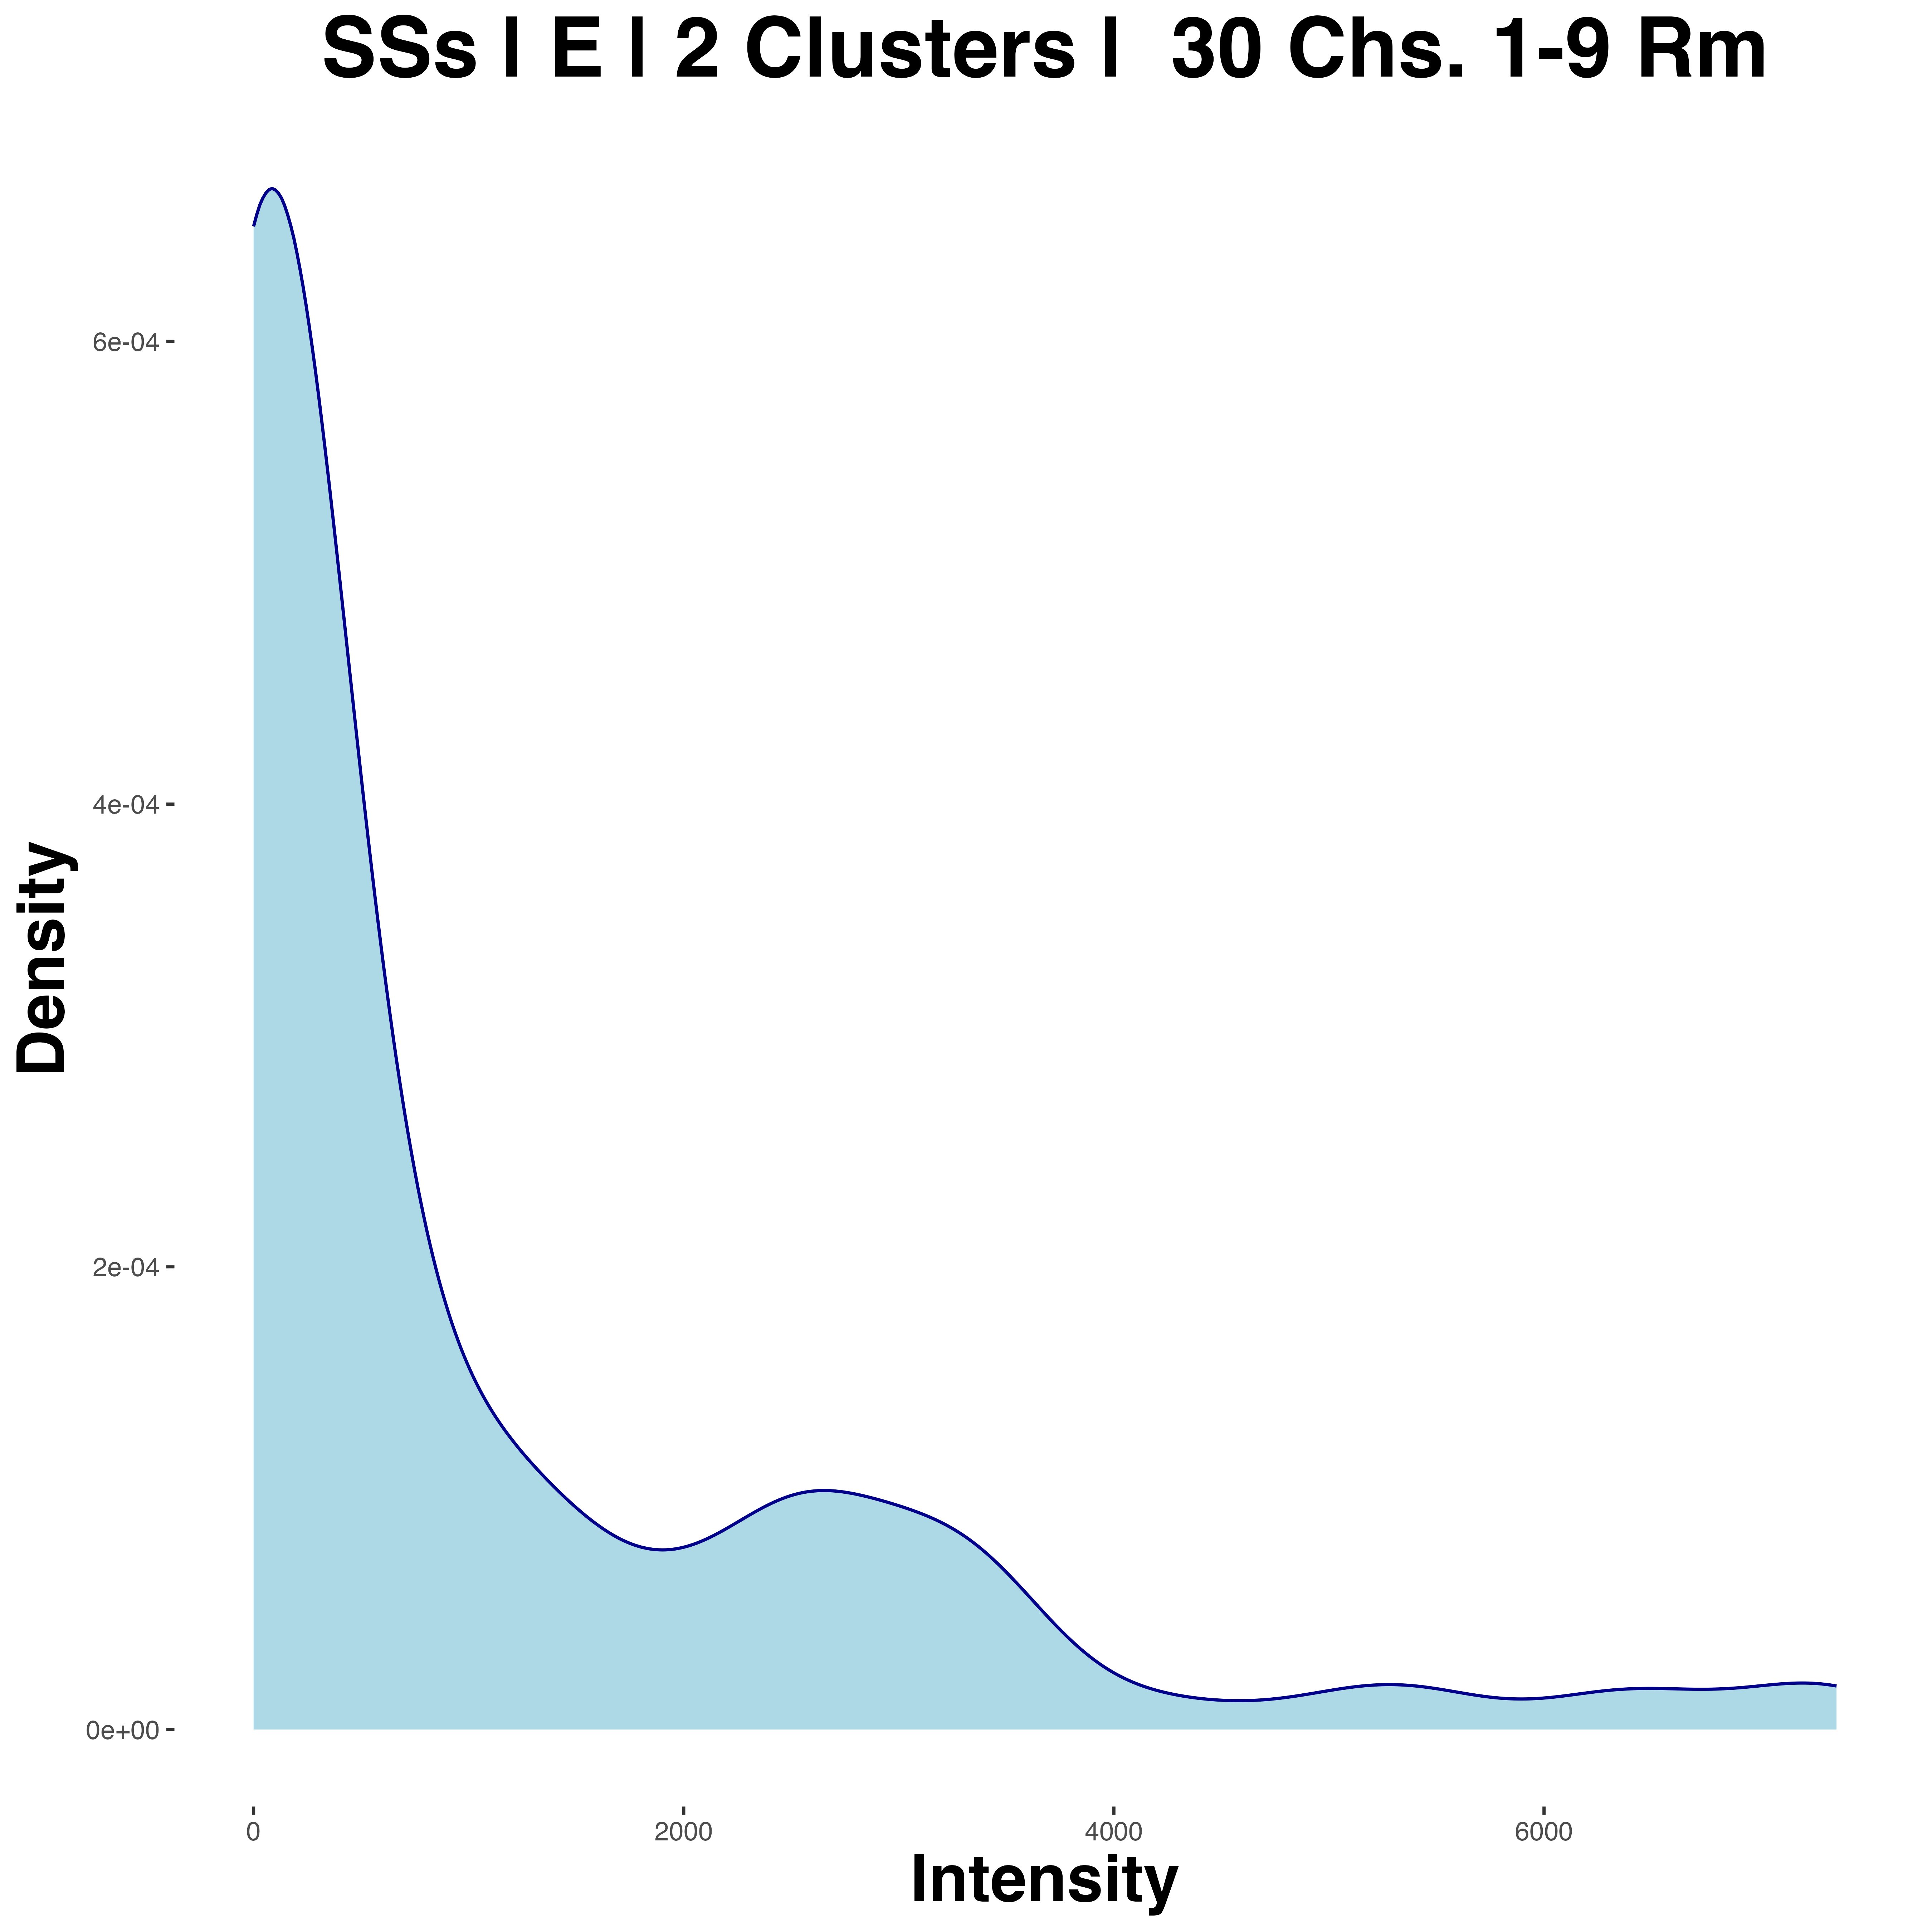 SSs | E | 2 Clusters |  30 Chs. 1-9 Rm
6e-04
4e-04
2e-04
0e+00
Density
0 2000 4000 6000
Intensity